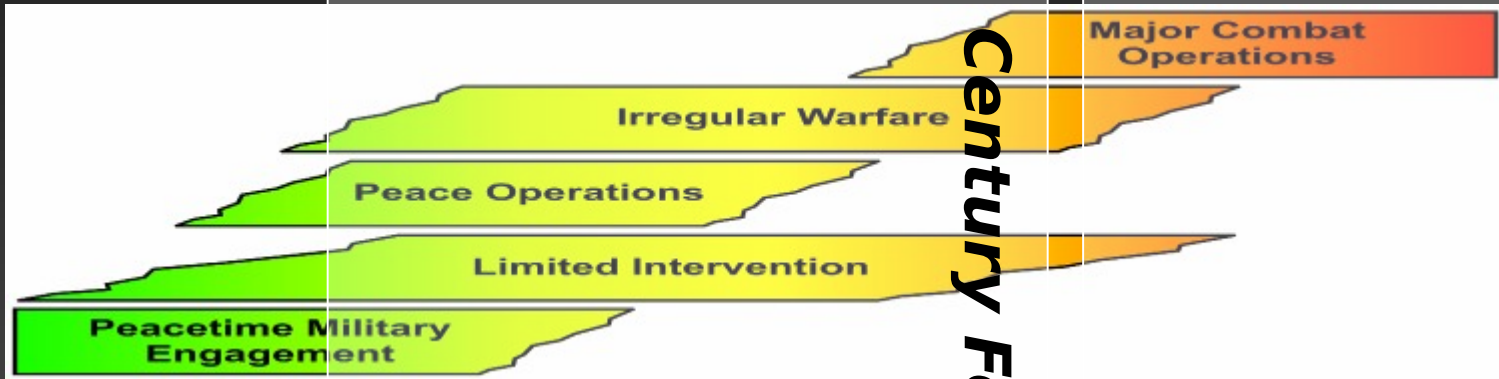 Major Combat
Operations
Irregular Warfare
Peace Operations
Limited Intervention
Peacetime Military
Engagement
Century